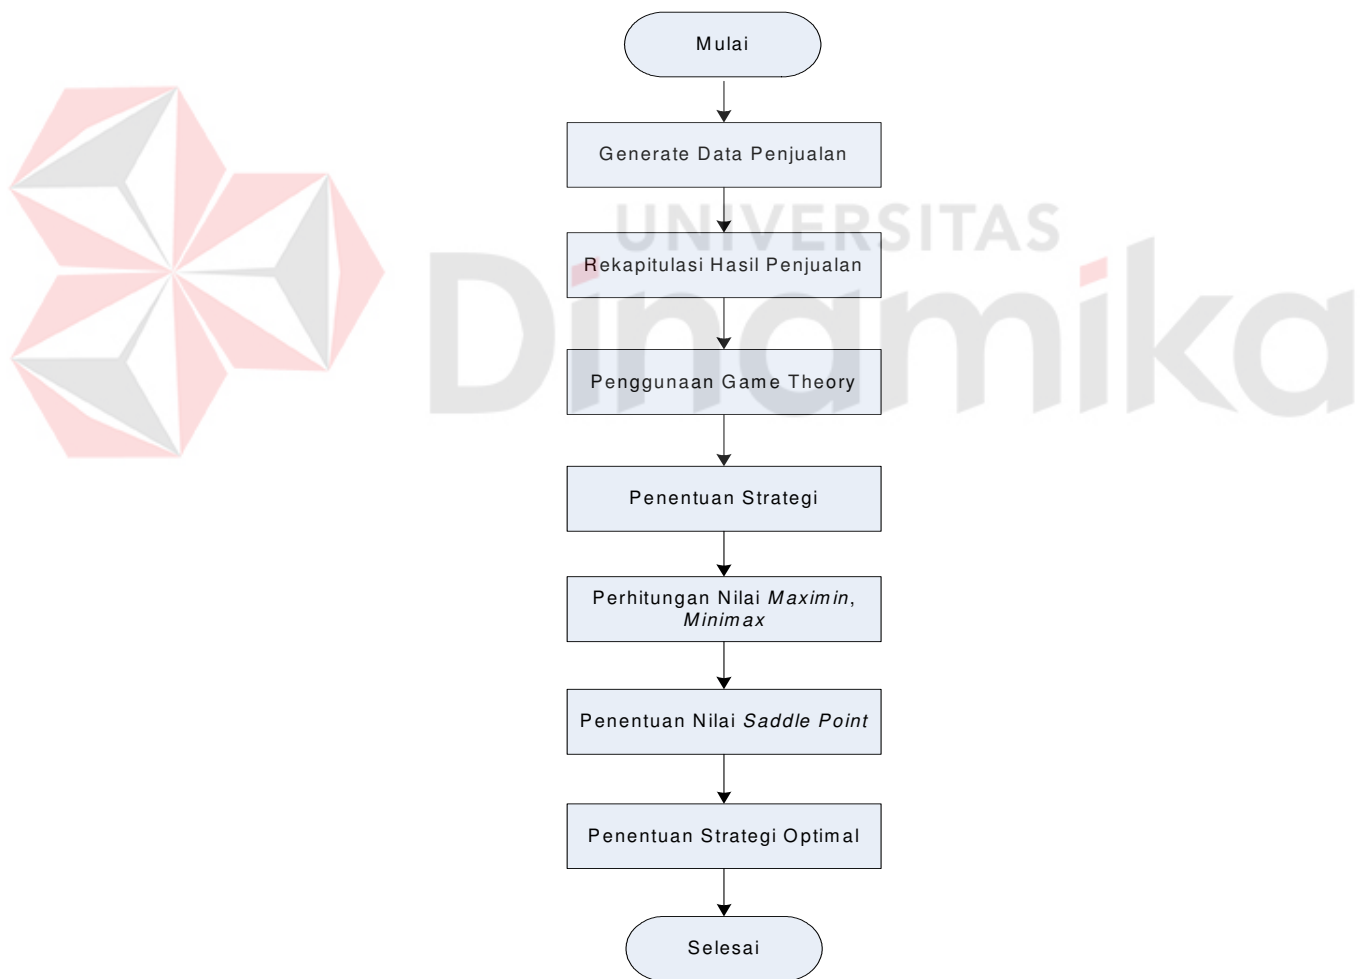 Mulai
Generate Data Penjualan
UNIVERSITAS
Dinamika
Rekapitulasi Hasil Penjualan
Penggunaan Game Theory
Penentuan Strategi
Perhitungan Nilai Maximin,
Minimax
Penentuan Nilai Saddle Point
Penentuan Strategi Optimal
Selesai